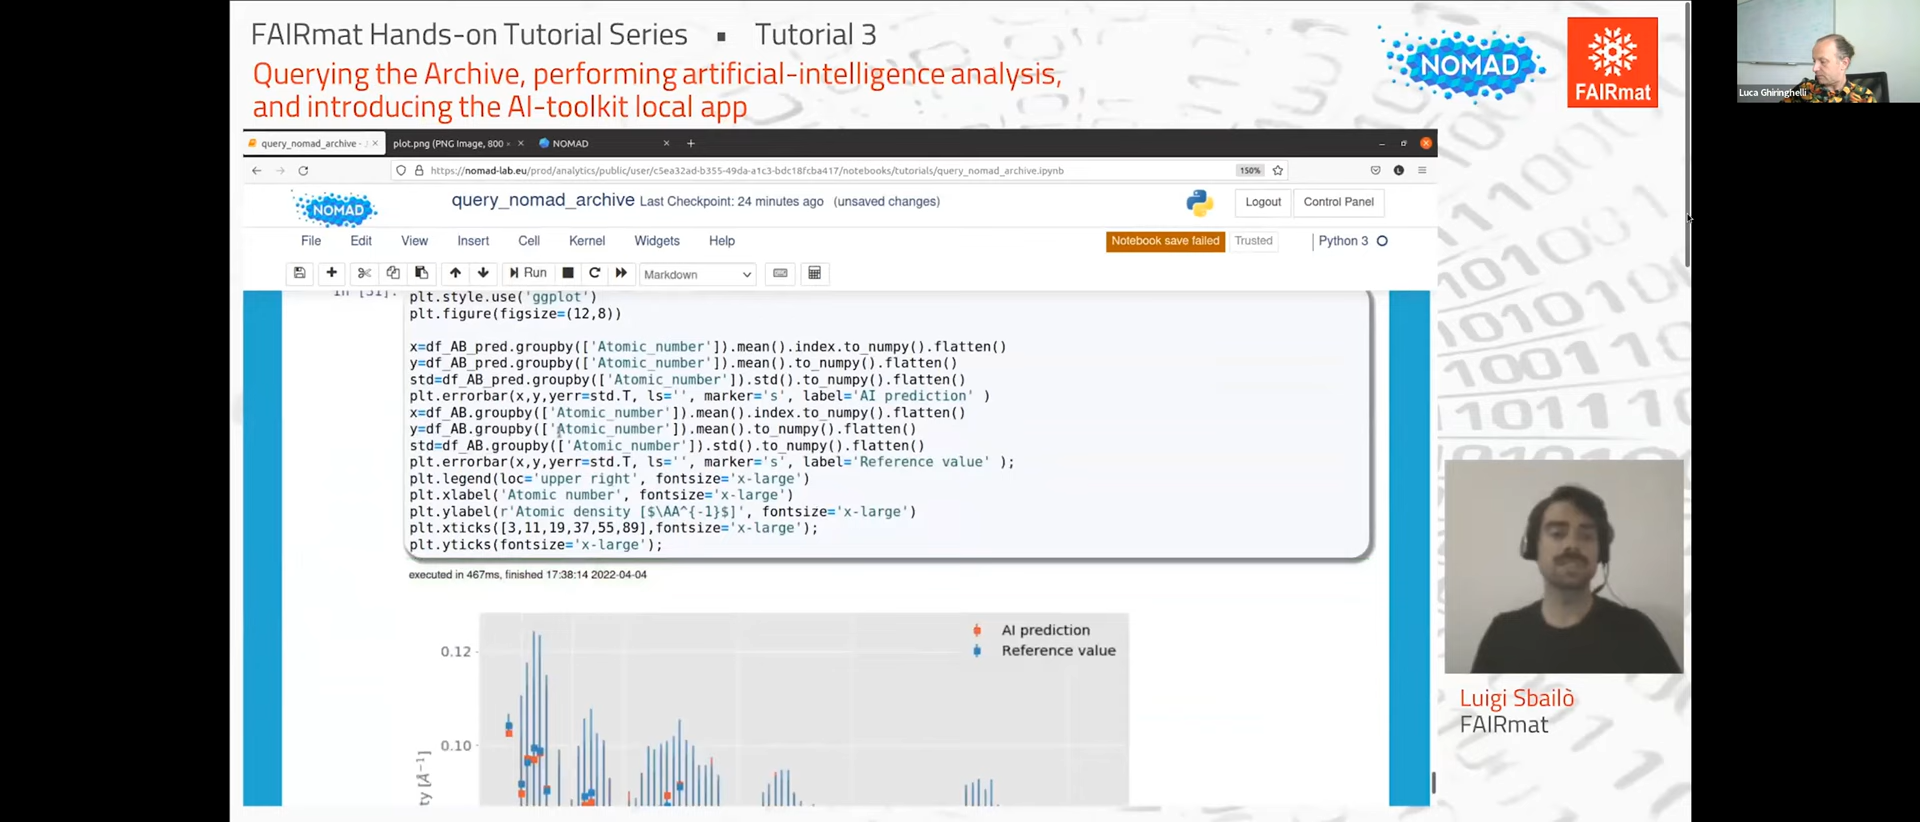 FAIRmat Hands-on Tutorial Series ▪ Tutorial 3
Querying the Archive, performing artificial-intelligence analysis,
and introducing the AI-toolkit local app
NOMAD
FAIRmat
Luca Ghiringhelli
query_nomad_archive -
plot.png (PNG Image, 800 ×
NOMAD
https://nomad-lab.eu/prod/analytics/public/user/c5ea32ad-b355-49da-a1c3-bdc18fcba417/notebooks/tutorials/query_nomad_archive.ipynb
150%
NOMAD
query_nomad_archive Last Checkpoint: 24 minutes ago (unsaved changes)
Logout
Control Panel
File Edit View Insert Cell Kernel Widgets Help
Notebook save failed
Trusted
Python 3
Run
Markdown
In [31]:
plt.style.use('ggplot')
plt.figure(figsize=(12,8))
x=df_AB_pred.groupby(['Atomic_number']).mean().index.to_numpy().flatten()
y=df_AB_pred.groupby(['Atomic_number']).mean().to_numpy().flatten()
std=df_AB_pred.groupby(['Atomic_number']).std().to_numpy().flatten()
plt.errorbar(x,y,yerr=std.T, ls='', marker='s', label='AI prediction' )
x=df_AB.groupby(['Atomic_number']).mean().index.to_numpy().flatten()
y=df_AB.groupby(['Atomic_number']).mean().to_numpy().flatten()
std=df_AB.groupby(['Atomic_number']).std().to_numpy().flatten()
plt.errorbar(x,y,yerr=std.T, ls='', marker='s', label='Reference value' );
plt.legend(loc='upper right', fontsize='x-large')
plt.xlabel('Atomic number', fontsize='x-large')
plt.ylabel(r'Atomic density [$\AA^{-1}$]', fontsize='x-large')
plt.xticks([3,11,19,37,55,89],fontsize='x-large');
plt.yticks(fontsize='x-large');
executed in 467ms, finished 17:38:14 2022-04-04
AI prediction
Reference value
0.12
0.10
ty [Å⁻¹]
Luigi Sbailò
FAIRmat